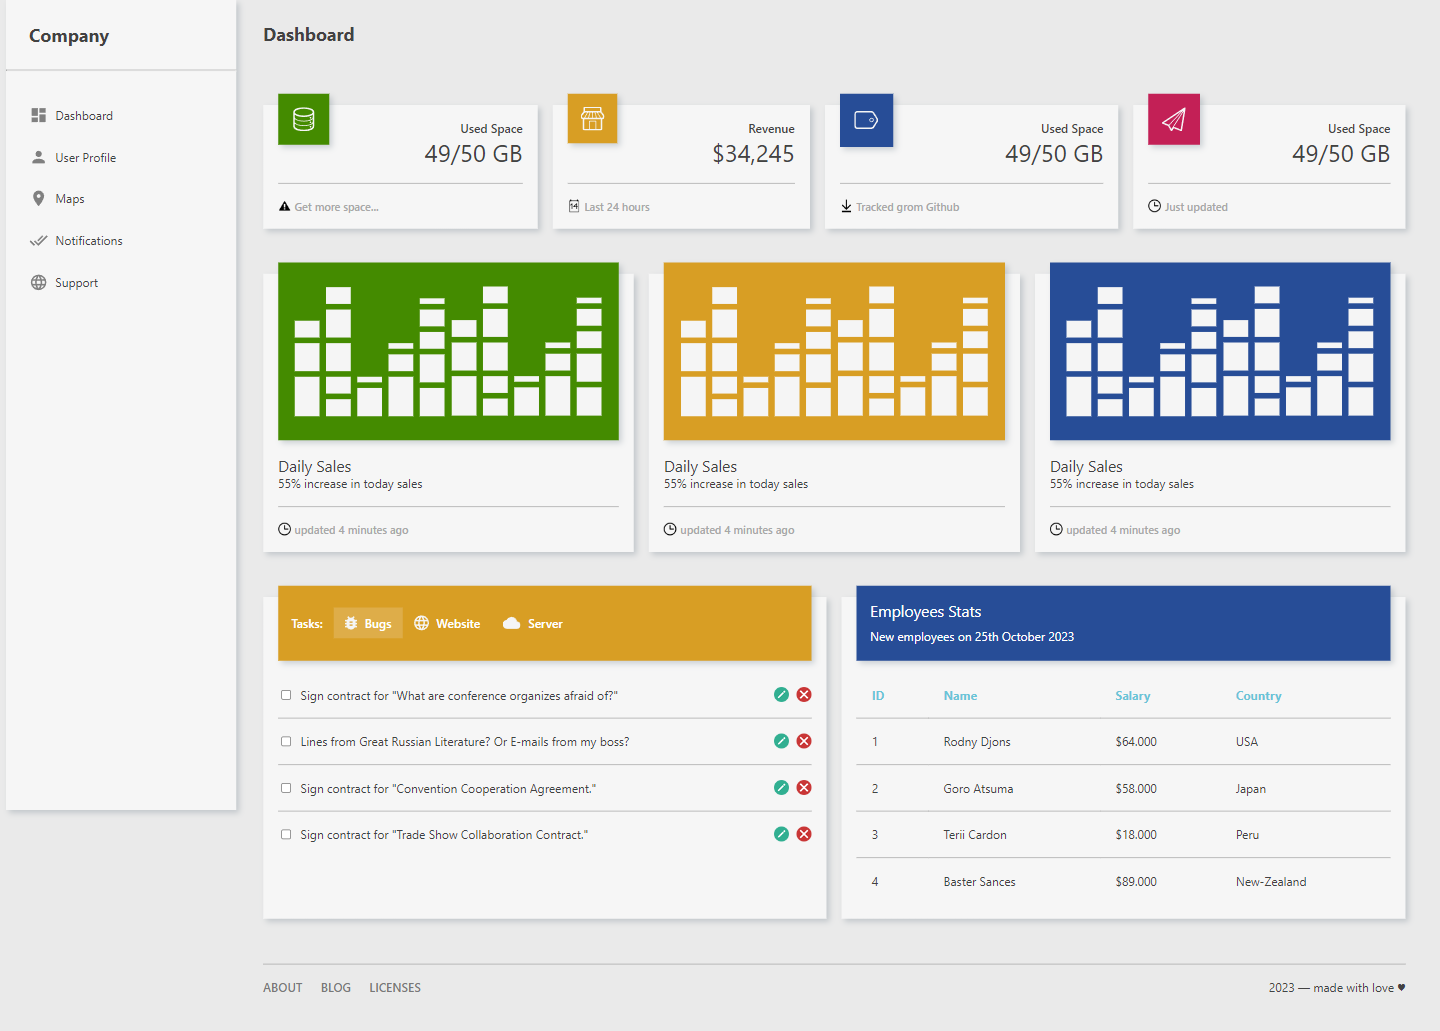 Company
Dashboard
User Profile
Maps
Notifications
Support
Dashboard
Used Space
49/50 GB
Get more space...
Revenue
$34,245
14
Last 24 hours
Used Space
49/50 GB
Tracked grom Github
Used Space
49/50 GB
Just updated
Daily Sales
55% increase in today sales
updated 4 minutes ago
Daily Sales
55% increase in today sales
updated 4 minutes ago
Daily Sales
55% increase in today sales
updated 4 minutes ago
Tasks: Bugs Website Server
Sign contract for "What are conference organizes afraid of?"
Lines from Great Russian Literature? Or E-mails from my boss?
Sign contract for "Convention Cooperation Agreement."
Sign contract for "Trade Show Collaboration Contract."
Employees Stats
New employees on 25th October 2023
ID Name Salary Country
1 Rodny Djons $64.000 USA
2 Goro Atsuma $58.000 Japan
3 Terii Cardon $18.000 Peru
4 Baster Sances $89.000 New-Zealand
ABOUT BLOG LICENSES
2023 — made with love ♥